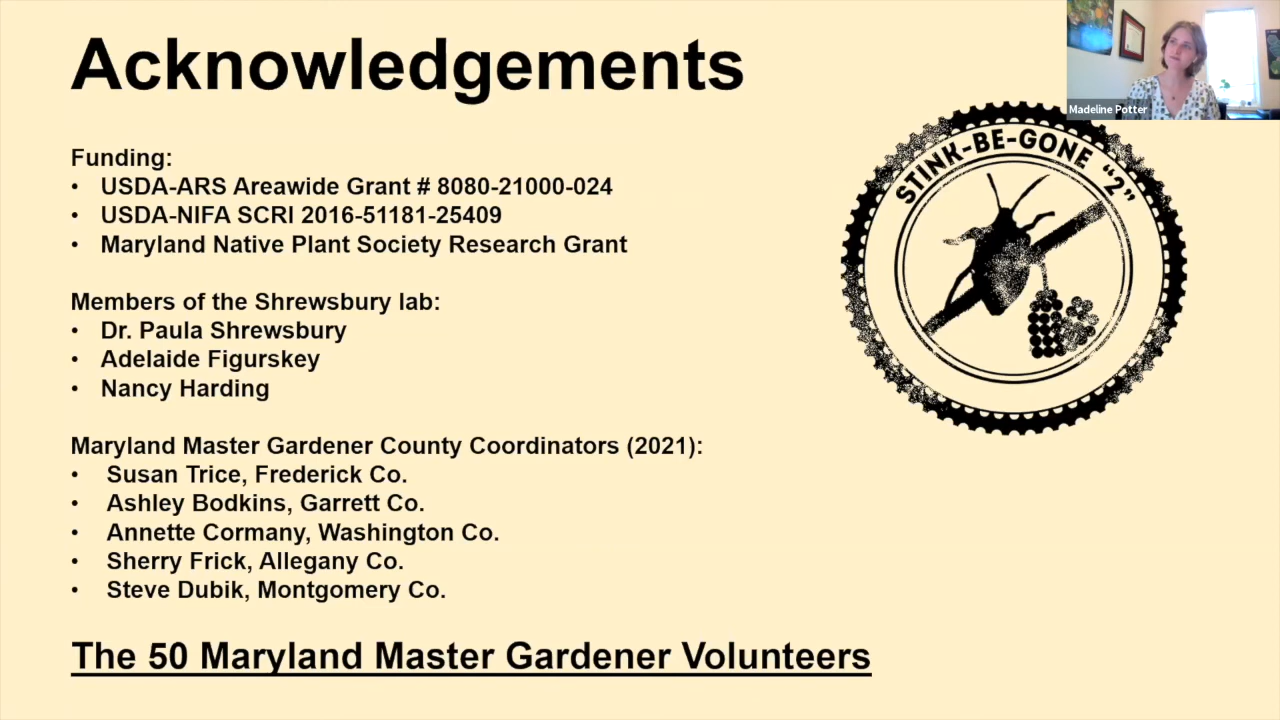 Acknowledgements
Madeline Potter
STINK-BE-GONE “2”
Funding:
• USDA-ARS Areawide Grant # 8080-21000-024
• USDA-NIFA SCRI 2016-51181-25409
• Maryland Native Plant Society Research Grant
Members of the Shrewsbury lab:
• Dr. Paula Shrewsbury
• Adelaide Figurskey
• Nancy Harding
Maryland Master Gardener County Coordinators (2021):
• Susan Trice, Frederick Co.
• Ashley Bodkins, Garrett Co.
• Annette Cormany, Washington Co.
• Sherry Frick, Allegany Co.
• Steve Dubik, Montgomery Co.
The 50 Maryland Master Gardener Volunteers